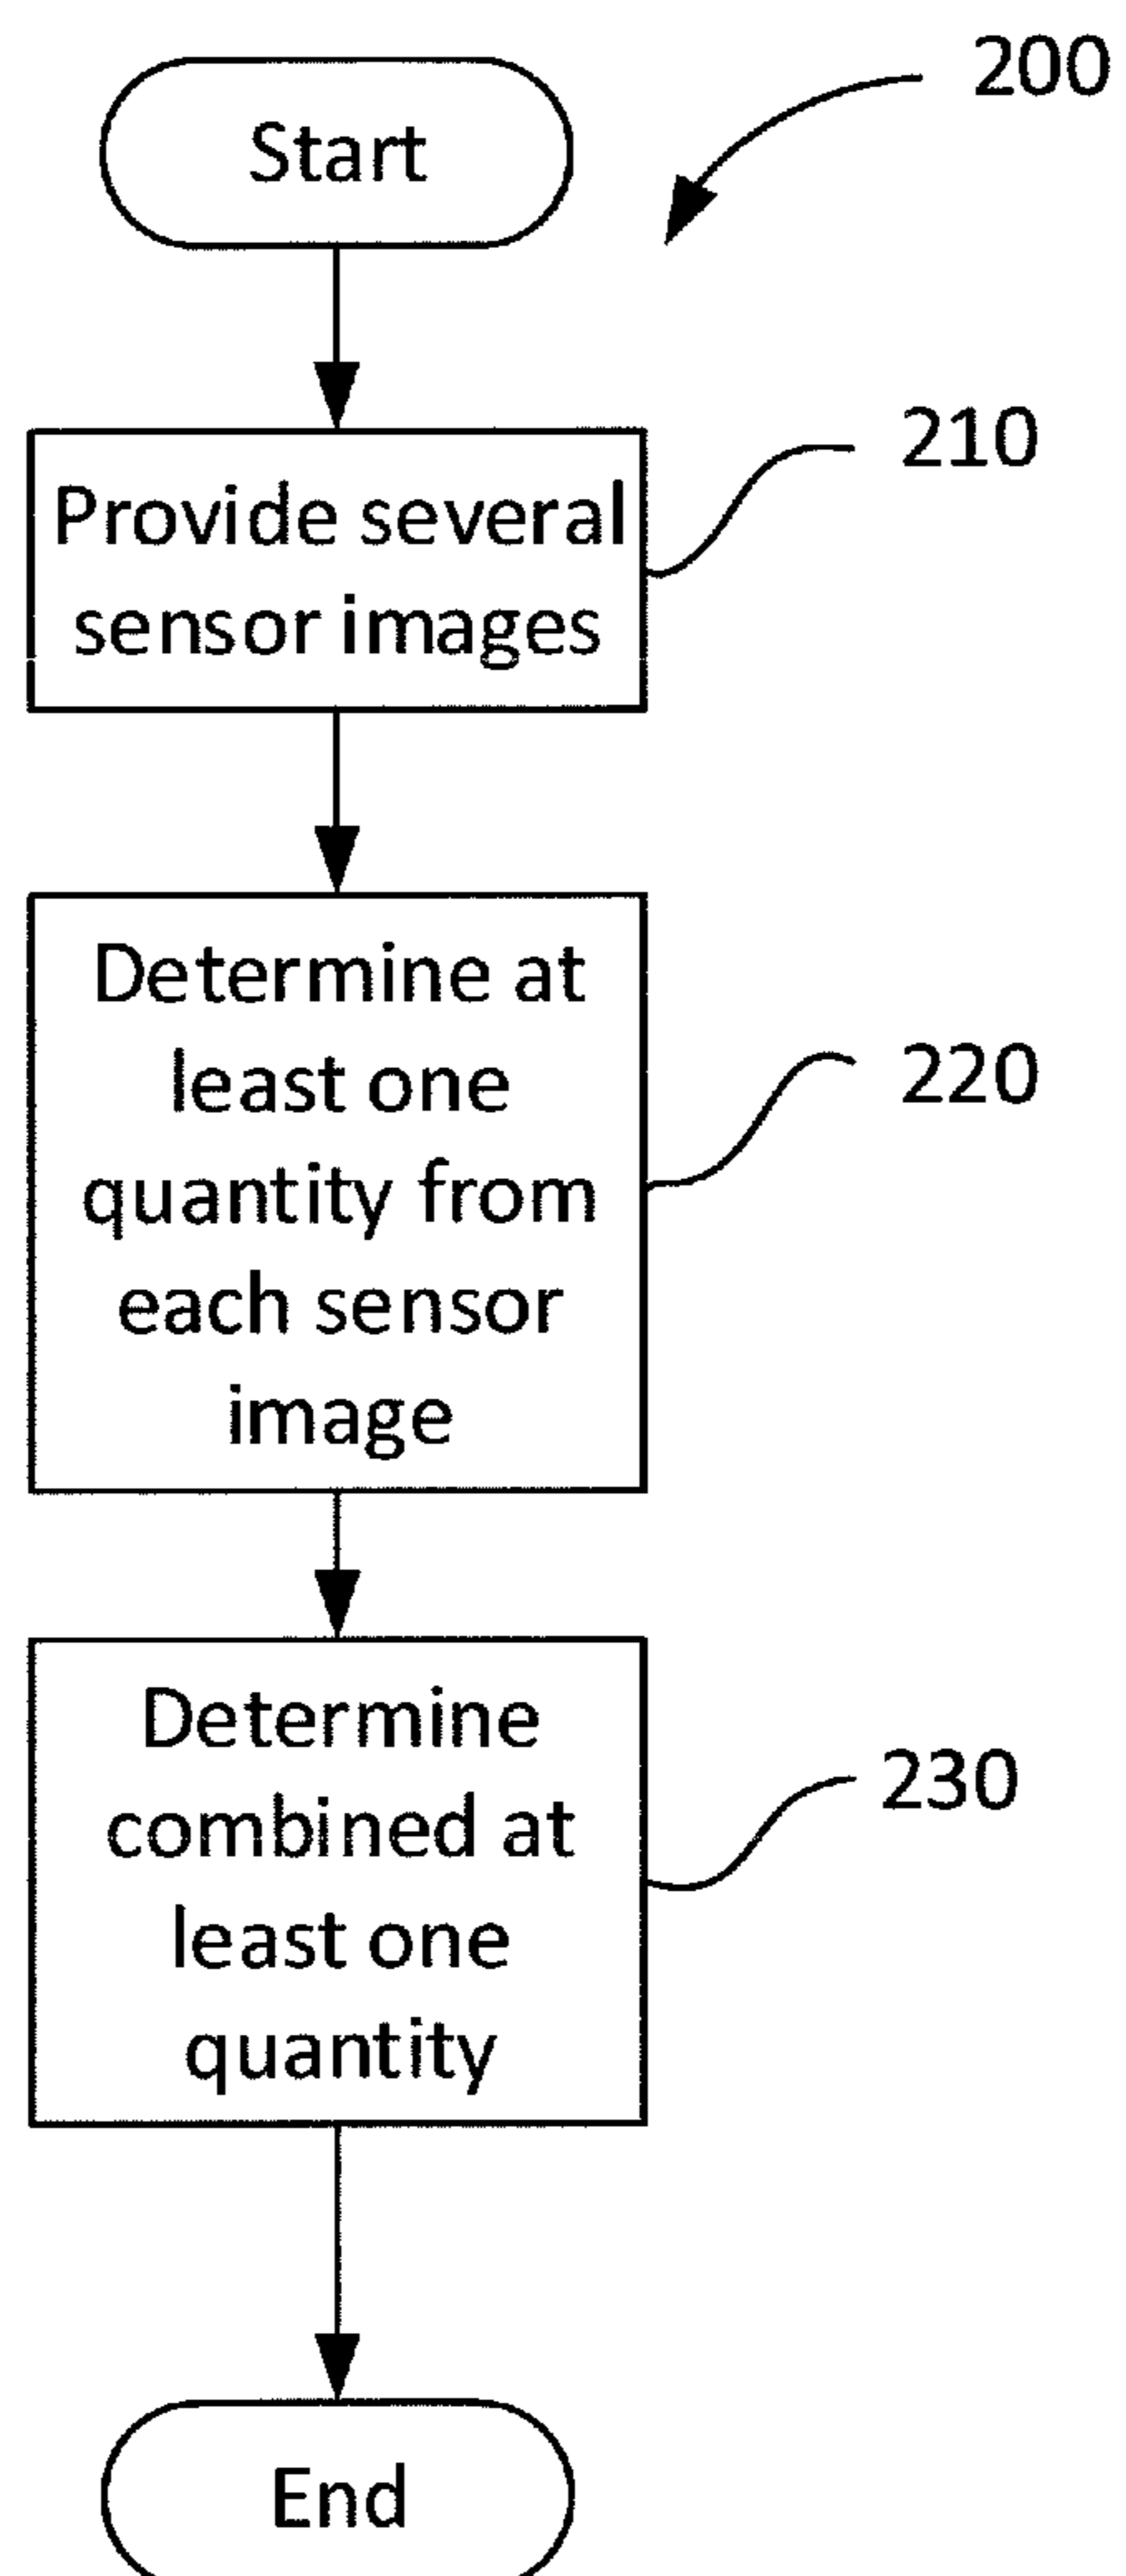 200
Start
210
Provide several
sensor images
220
Determine at
least one
quantity from
each sensor
image
230
Determine
combined at
least one
quantity
End